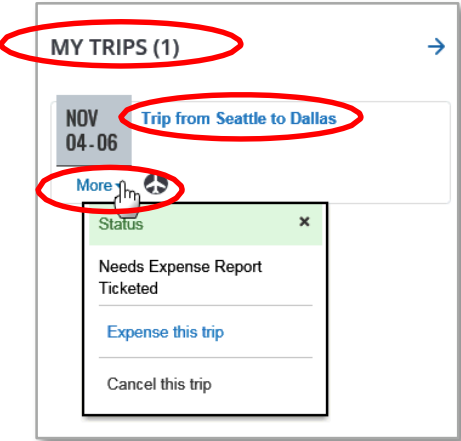 MY TRIPS (1)
NOV
04-06
Trip from Seattle to Dallas
More
Status
Needs Expense Report
Ticketed
Expense this trip
Cancel this trip